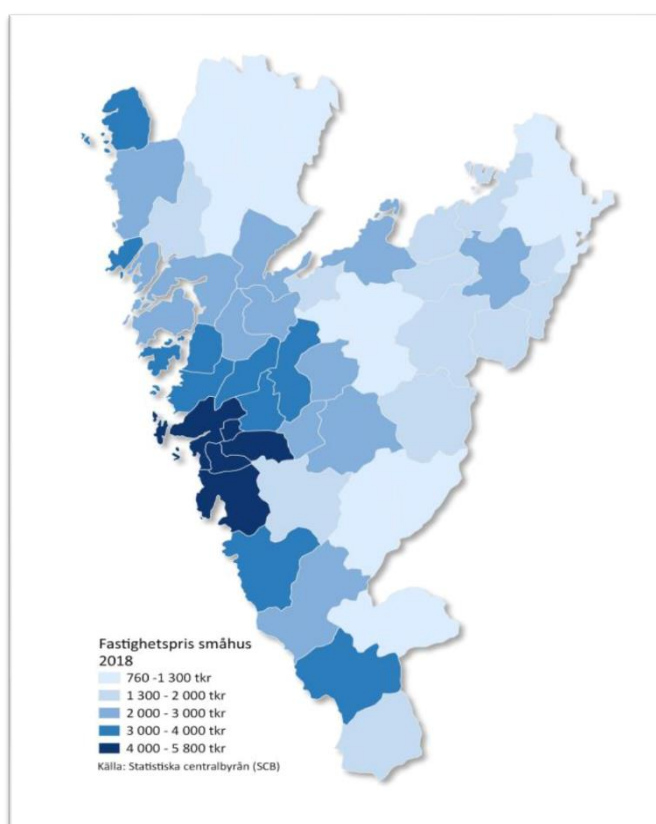 Fastighetspris småhus
2018
760 -1 300 tkr
1 300 - 2 000 tkr
2 000 - 3 000 tkr
3 000 - 4 000 tkr
4 000 - 5 800 tkr
Källa: Statistiska centralbyrån (SCB)